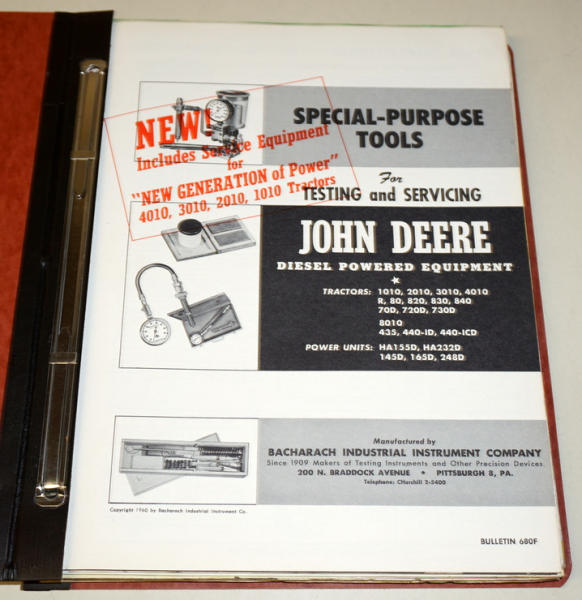 SPECIAL-PURPOSE
TOOLS
NEW!
Includes Service Equipment
for
"NEW GENERATION of Power"
4010, 3010, 2010, 1010 Tractors
For
TESTING and SERVICING
JOHN DEERE
DIESEL POWERED EQUIPMENT
TRACTORS: 1010, 2010, 3010, 4010
R, 80, 820, 830, 840
70D, 720D, 730D
8010
435, 440-ID, 440-ICD
POWER UNITS: HA155D, HA232D
145D, 165D, 248D
Manufactured by
BACHARACH INDUSTRIAL INSTRUMENT COMPANY
Since 1909 Makers of Testing Instruments and Other Precision Devices
200 N. BRADDOCK AVENUE * PITTSBURGH 8, PA.
Telephone: CHurchill 2-5400
Copyright 1960 by Bacharach Industrial Instrument Co.
BULLETIN 680F